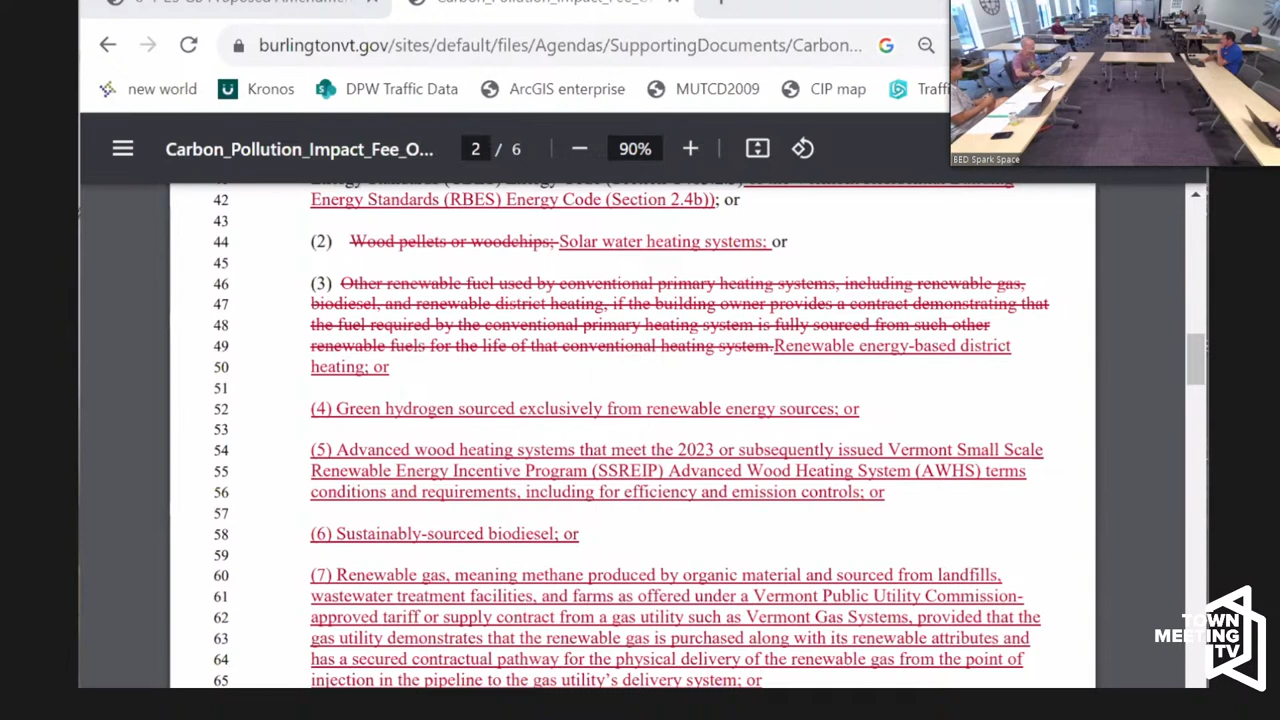 Carbon_Pollution_Impact_Fee_O
burlingtonvt.gov/sites/default/files/Agendas/SupportingDocuments/Carbon...
new world
Kronos
DPW Traffic Data
ArcGIS enterprise
MUTCD2009
CIP map
Traff
BED Spark Space
Carbon_Pollution_Impact_Fee_O...
2 / 6
90%
42 Energy Standards (RBES) Energy Code (Section 2.4b)); or
43
44 (2) Wood pellets or woodchips; Solar water heating systems; or
45
46 (3) Other renewable fuel used by conventional primary heating systems, including renewable gas,
47 biodiesel, and renewable district heating, if the building owner provides a contract demonstrating that
48 the fuel required by the conventional primary heating system is fully sourced from such other
49 renewable fuels for the life of that conventional heating system. Renewable energy-based district
50 heating; or
51
52 (4) Green hydrogen sourced exclusively from renewable energy sources; or
53
54 (5) Advanced wood heating systems that meet the 2023 or subsequently issued Vermont Small Scale
55 Renewable Energy Incentive Program (SSREIP) Advanced Wood Heating System (AWHS) terms
56 conditions and requirements, including for efficiency and emission controls; or
57
58 (6) Sustainably-sourced biodiesel; or
59
60 (7) Renewable gas, meaning methane produced by organic material and sourced from landfills,
61 wastewater treatment facilities, and farms as offered under a Vermont Public Utility Commission-
62 approved tariff or supply contract from a gas utility such as Vermont Gas Systems, provided that the
63 gas utility demonstrates that the renewable gas is purchased along with its renewable attributes and
64 has a secured contractual pathway for the physical delivery of the renewable gas from the point of
65 injection in the pipeline to the gas utility's delivery system; or
TOWN
MEETING
TV